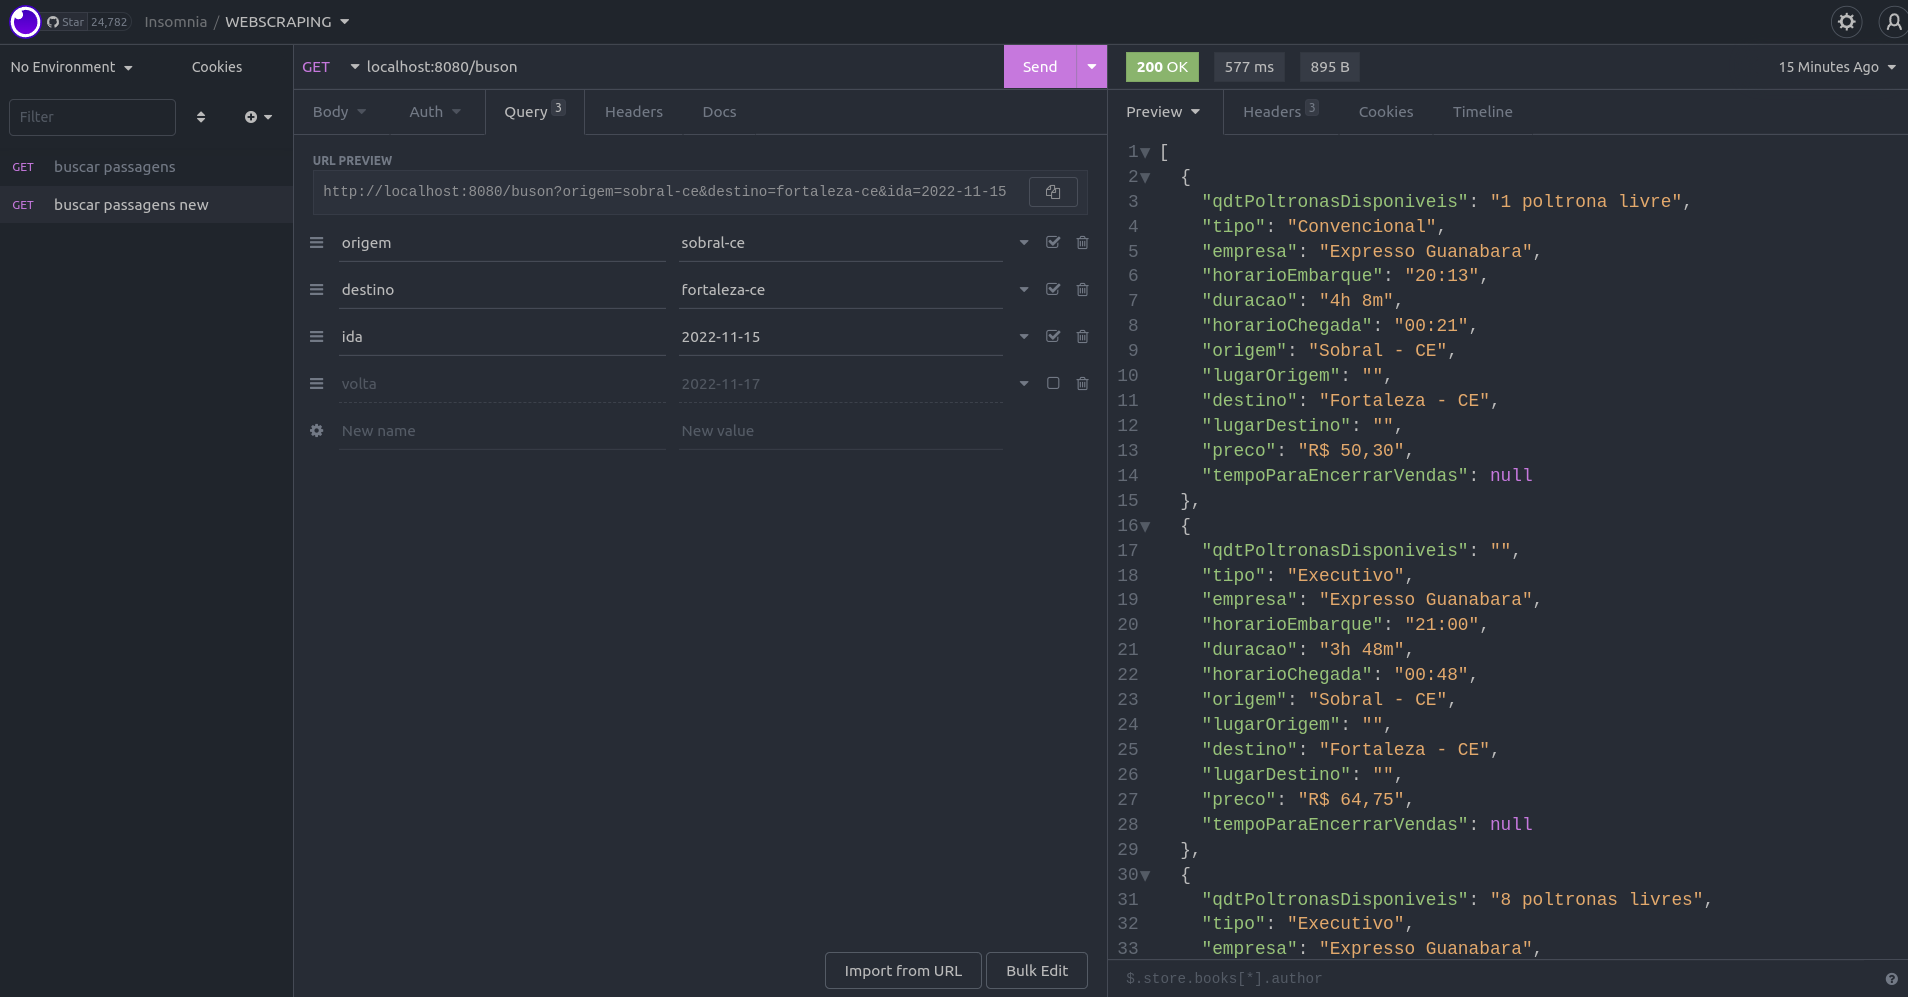 Star 24,782 Insomnia / WEBSCRAPING
No Environment Cookies
Filter
GET buscar passagens
GET buscar passagens new
GET localhost:8080/buson Send
Body Auth Query 3 Headers Docs
URL PREVIEW
http://localhost:8080/buson?origem=sobral-ce&destino=fortaleza-ce&ida=2022-11-15
origem sobral-ce
destino fortaleza-ce
ida 2022-11-15
volta 2022-11-17
New name New value
Import from URL Bulk Edit
200 OK 577 ms 895 B 15 Minutes Ago
Preview Headers 3 Cookies Timeline
1 [
2 {
3 "qdtPoltronasDisponiveis": "1 poltrona livre",
4 "tipo": "Convencional",
5 "empresa": "Expresso Guanabara",
6 "horarioEmbarque": "20:13",
7 "duracao": "4h 8m",
8 "horarioChegada": "00:21",
9 "origem": "Sobral - CE",
10 "lugarOrigem": "",
11 "destino": "Fortaleza - CE",
12 "lugarDestino": "",
13 "preco": "R$ 50,30",
14 "tempoParaEncerrarVendas": null
15 },
16 {
17 "qdtPoltronasDisponiveis": "",
18 "tipo": "Executivo",
19 "empresa": "Expresso Guanabara",
20 "horarioEmbarque": "21:00",
21 "duracao": "3h 48m",
22 "horarioChegada": "00:48",
23 "origem": "Sobral - CE",
24 "lugarOrigem": "",
25 "destino": "Fortaleza - CE",
26 "lugarDestino": "",
27 "preco": "R$ 64,75",
28 "tempoParaEncerrarVendas": null
29 },
30 {
31 "qdtPoltronasDisponiveis": "8 poltronas livres",
32 "tipo": "Executivo",
33 "empresa": "Expresso Guanabara",
$.store.books[*].author